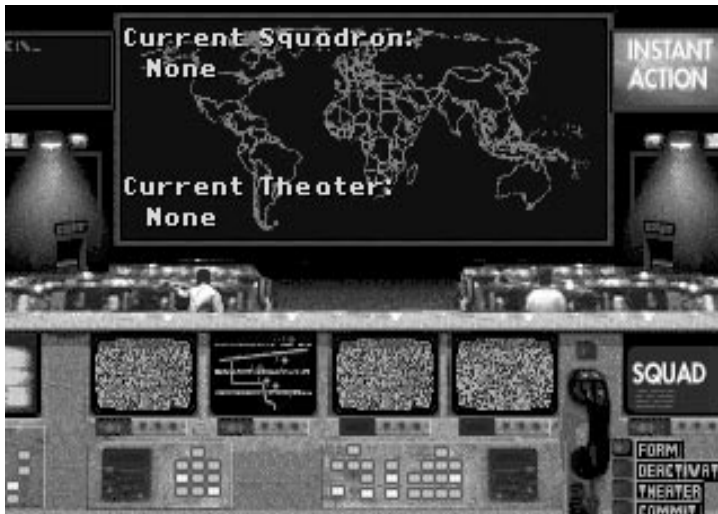 Current Squadron:
None
Current Theater:
None
INSTANT
ACTION
SQUAD
FORM
DEACTIVAT
THEATER
COMMIT